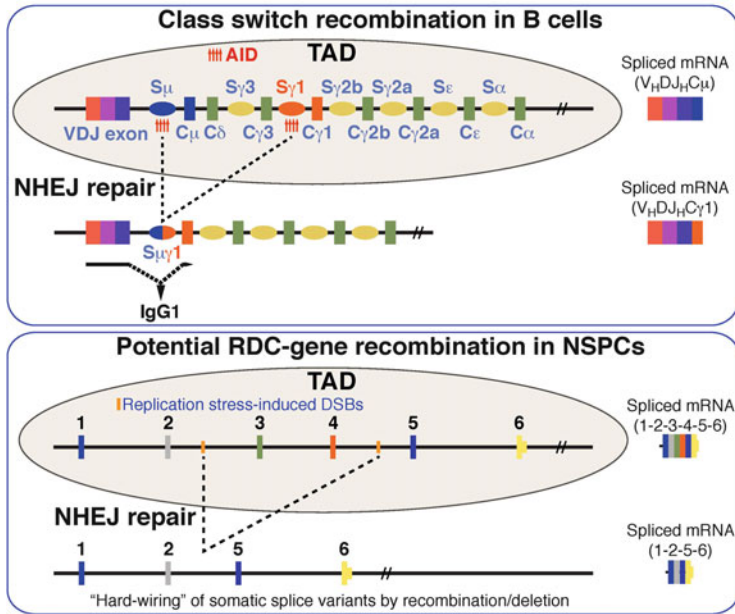 Class switch recombination in B cells
AID
TAD
Sμ Sγ3 Sγ1 Sγ2b Sγ2a Sε Sα
VDJ exon Cμ Cδ Cγ3 Cγ1 Cγ2b Cγ2a Cε Cα
Spliced mRNA
(VHDJHCμ)
NHEJ repair
Sμγ1
IgG1
Spliced mRNA
(VHDJHCγ1)
Potential RDC-gene recombination in NSPCs
TAD
Replication stress-induced DSBs
1 2 3 4 5 6
Spliced mRNA
(1-2-3-4-5-6)
NHEJ repair
1 2 5 6
Spliced mRNA
(1-2-5-6)
“Hard-wiring” of somatic splice variants by recombination/deletion